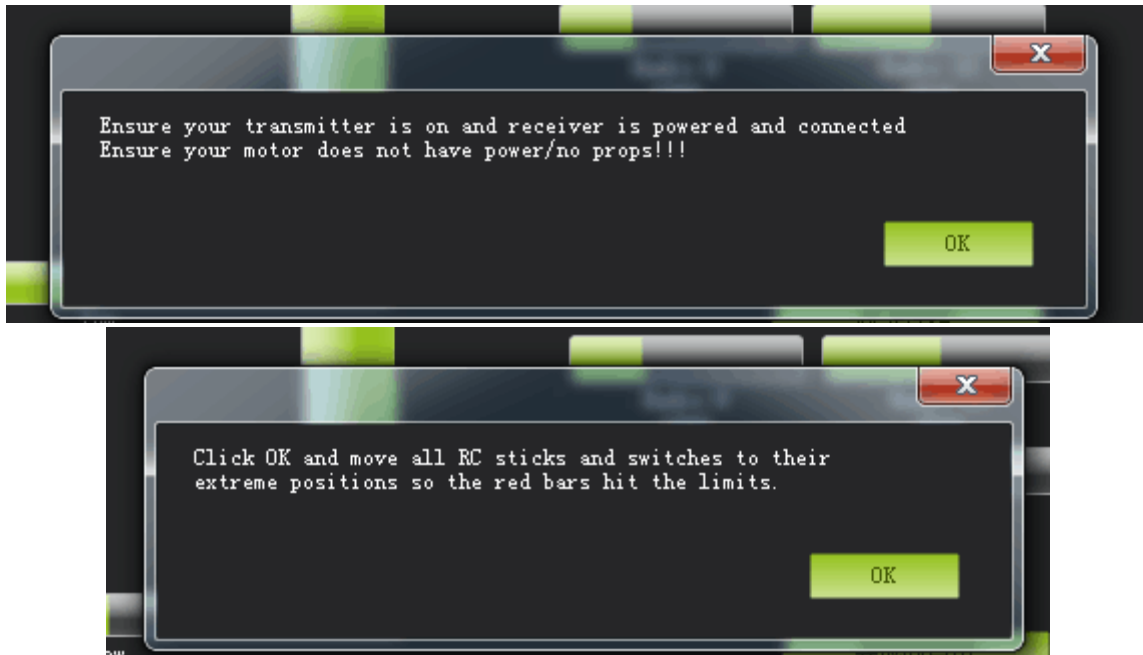 Ensure your transmitter is on and receiver is powered and connected
Ensure your motor does not have power/no props!!!
OK
Click OK and move all RC sticks and switches to their
extreme positions so the red bars hit the limits.
OK